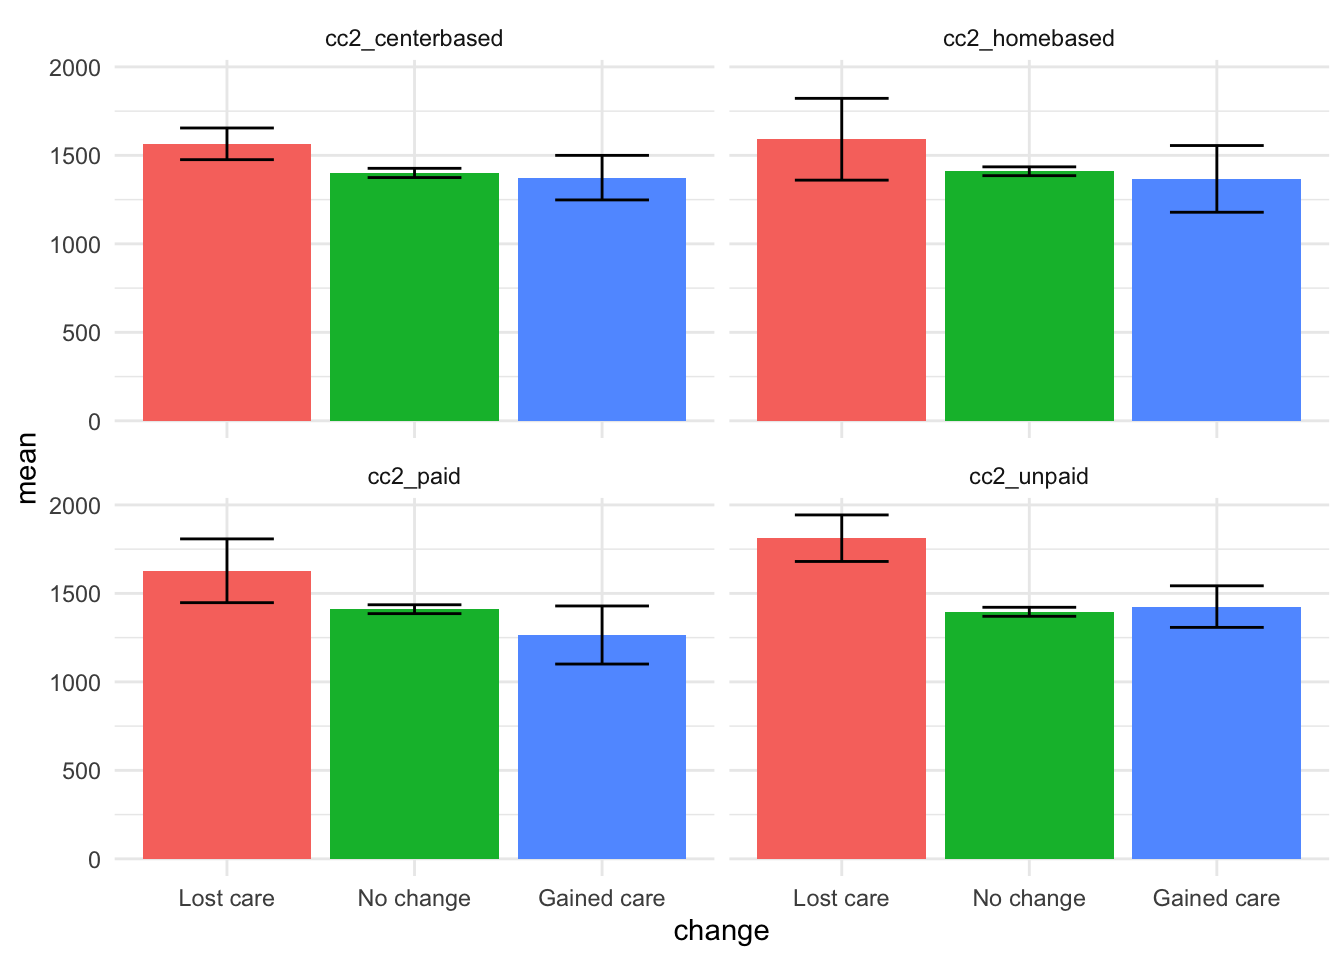 cc2_centerbased
cc2_homebased
2000
1500
1000
500
0
cc2_paid
cc2_unpaid
2000
1500
1000
500
0
mean
Lost care No change Gained care Lost care No change Gained care
change